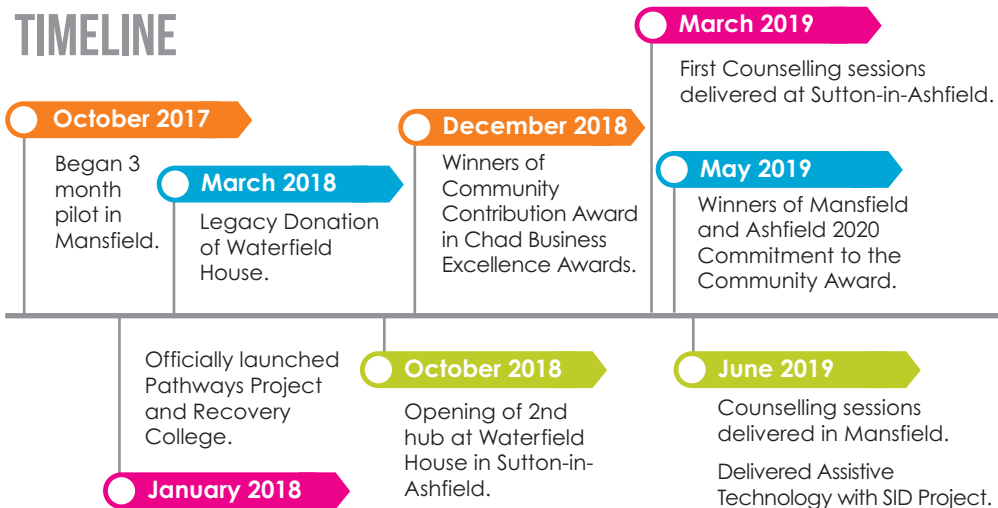 TIMELINE
October 2017
Began 3
month
pilot in
Mansfield.
March 2018
Legacy Donation
of Waterfield
House.
December 2018
Winners of
Community
Contribution Award
in Chad Business
Excellence Awards.
March 2019
First Counselling sessions
delivered at Sutton-in-Ashfield.
May 2019
Winners of Mansfield
and Ashfield 2020
Commitment to the
Community Award.
Officially launched
Pathways Project
and Recovery
College.
January 2018
October 2018
Opening of 2nd
hub at Waterfield
House in Sutton-in-
Ashfield.
June 2019
Counselling sessions
delivered in Mansfield.
Delivered Assistive
Technology with SID Project.